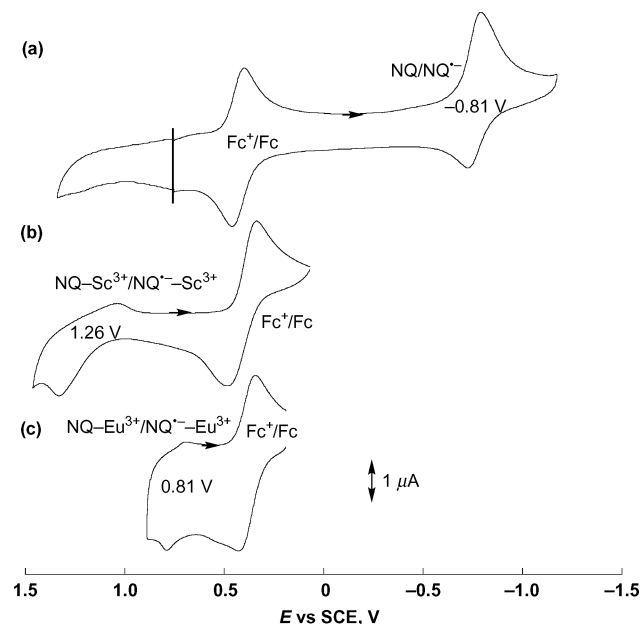 (a)
NQ/NQ•−
−0.81 V
Fc+/Fc
(b)
NQ–Sc3+/NQ•−–Sc3+
1.26 V
Fc+/Fc
(c)
NQ–Eu3+/NQ•−–Eu3+
Fc+/Fc
0.81 V
1 μA
1.5 1.0 0.5 0 −0.5 −1.0 −1.5
E vs SCE, V